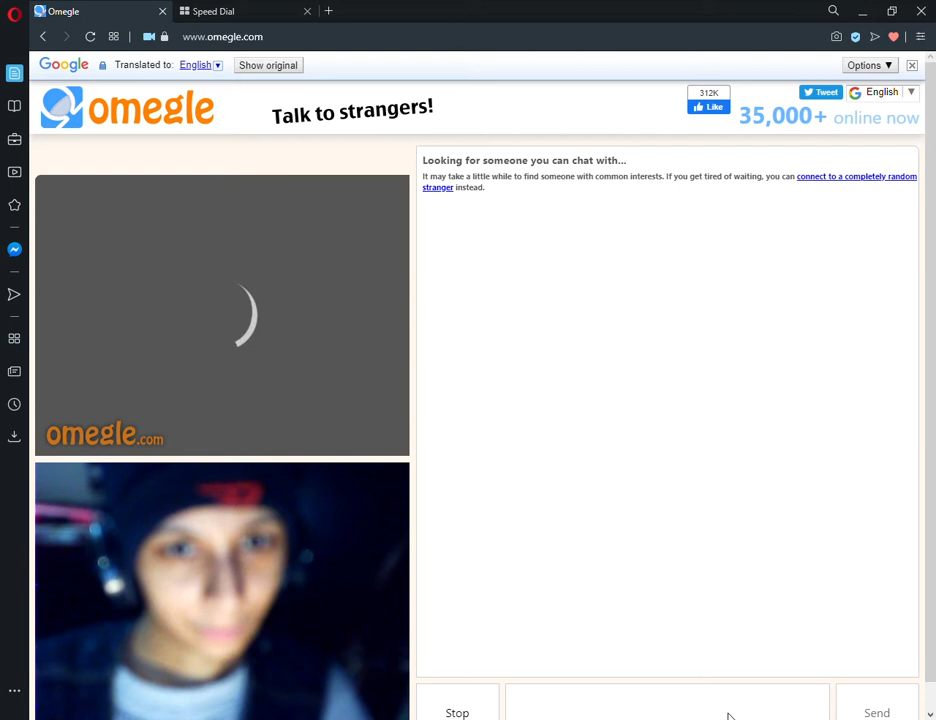 Omegle
Speed Dial
www.omegle.com
Google
Translated to: English
Show original
Options ▼
omegle
Talk to strangers!
312K
Like
Tweet
English ▼
35,000+ online now
Looking for someone you can chat with...
It may take a little while to find someone with common interests. If you get tired of waiting, you can connect to a completely random
stranger instead.
omegle.com
Stop
Send